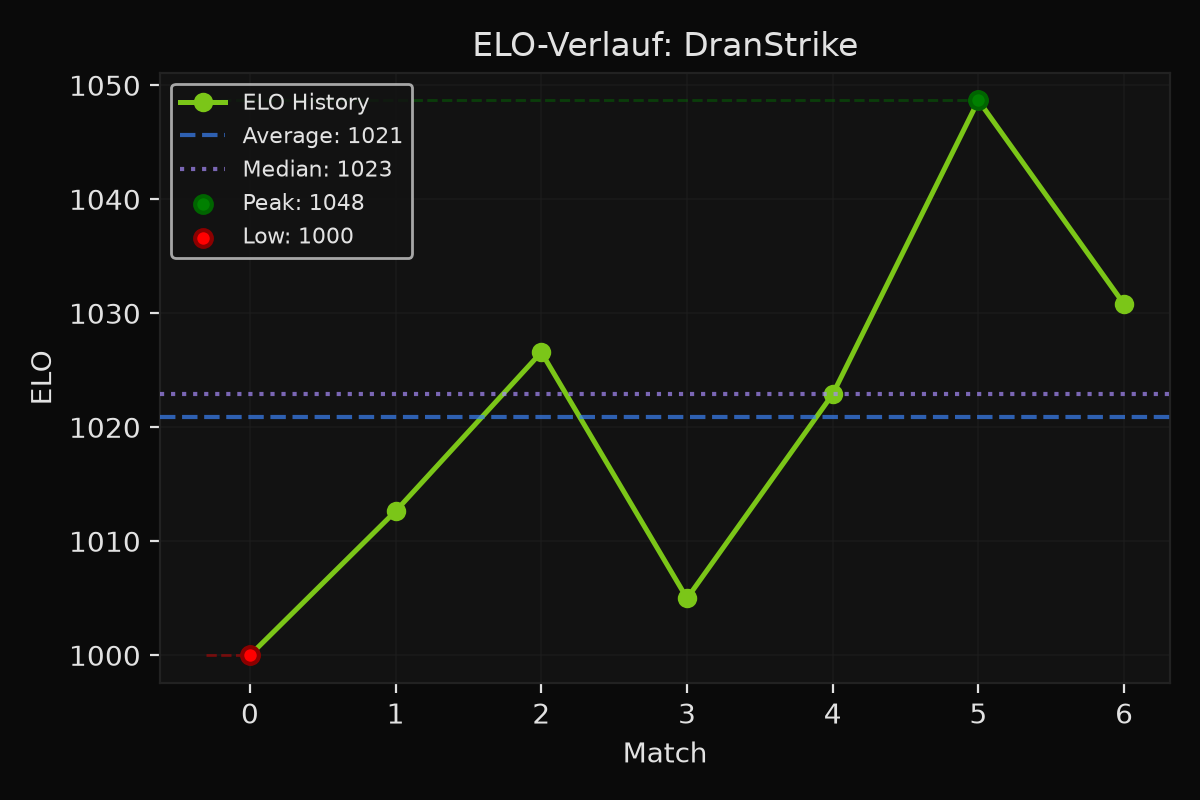 ELO-Verlauf: DranStrike
ELO History
Average: 1021
Median: 1023
Peak: 1048
Low: 1000
1050
1040
1030
1020
1010
1000
ELO
0 1 2 3 4 5 6
Match